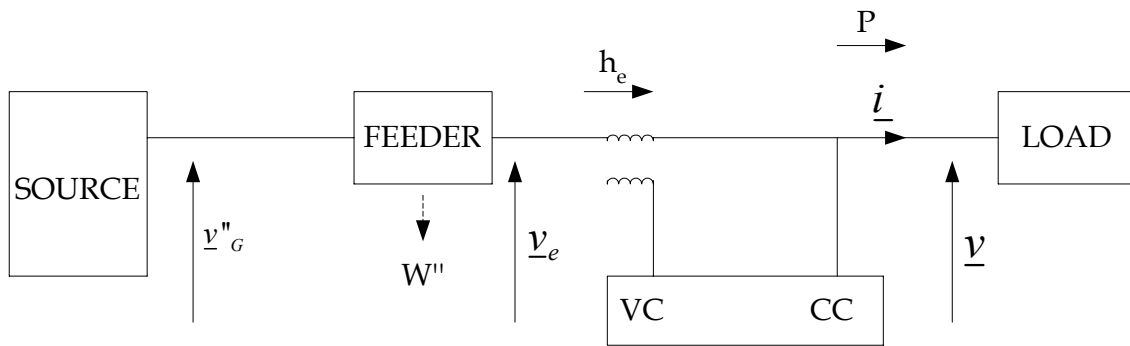 P
h_e
i
SOURCE
FEEDER
LOAD
v''_G
v_e
v
W''
VC CC